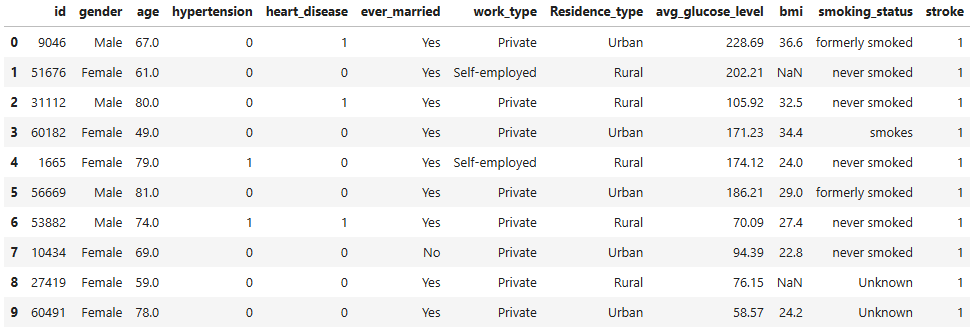 id gender age hypertension heart_disease ever_married work_type Residence_type avg_glucose_level bmi smoking_status stroke
0 9046 Male 67.0 0 1 Yes Private Urban 228.69 36.6 formerly smoked 1
1 51676 Female 61.0 0 0 Yes Self-employed Rural 202.21 NaN never smoked 1
2 31112 Male 80.0 0 1 Yes Private Rural 105.92 32.5 never smoked 1
3 60182 Female 49.0 0 0 Yes Private Urban 171.23 34.4 smokes 1
4 1665 Female 79.0 1 0 Yes Self-employed Rural 174.12 24.0 never smoked 1
5 56669 Male 81.0 0 0 Yes Private Urban 186.21 29.0 formerly smoked 1
6 53882 Male 74.0 1 1 Yes Private Rural 70.09 27.4 never smoked 1
7 10434 Female 69.0 0 0 No Private Urban 94.39 22.8 never smoked 1
8 27419 Female 59.0 0 0 Yes Private Rural 76.15 NaN Unknown 1
9 60491 Female 78.0 0 0 Yes Private Urban 58.57 24.2 Unknown 1